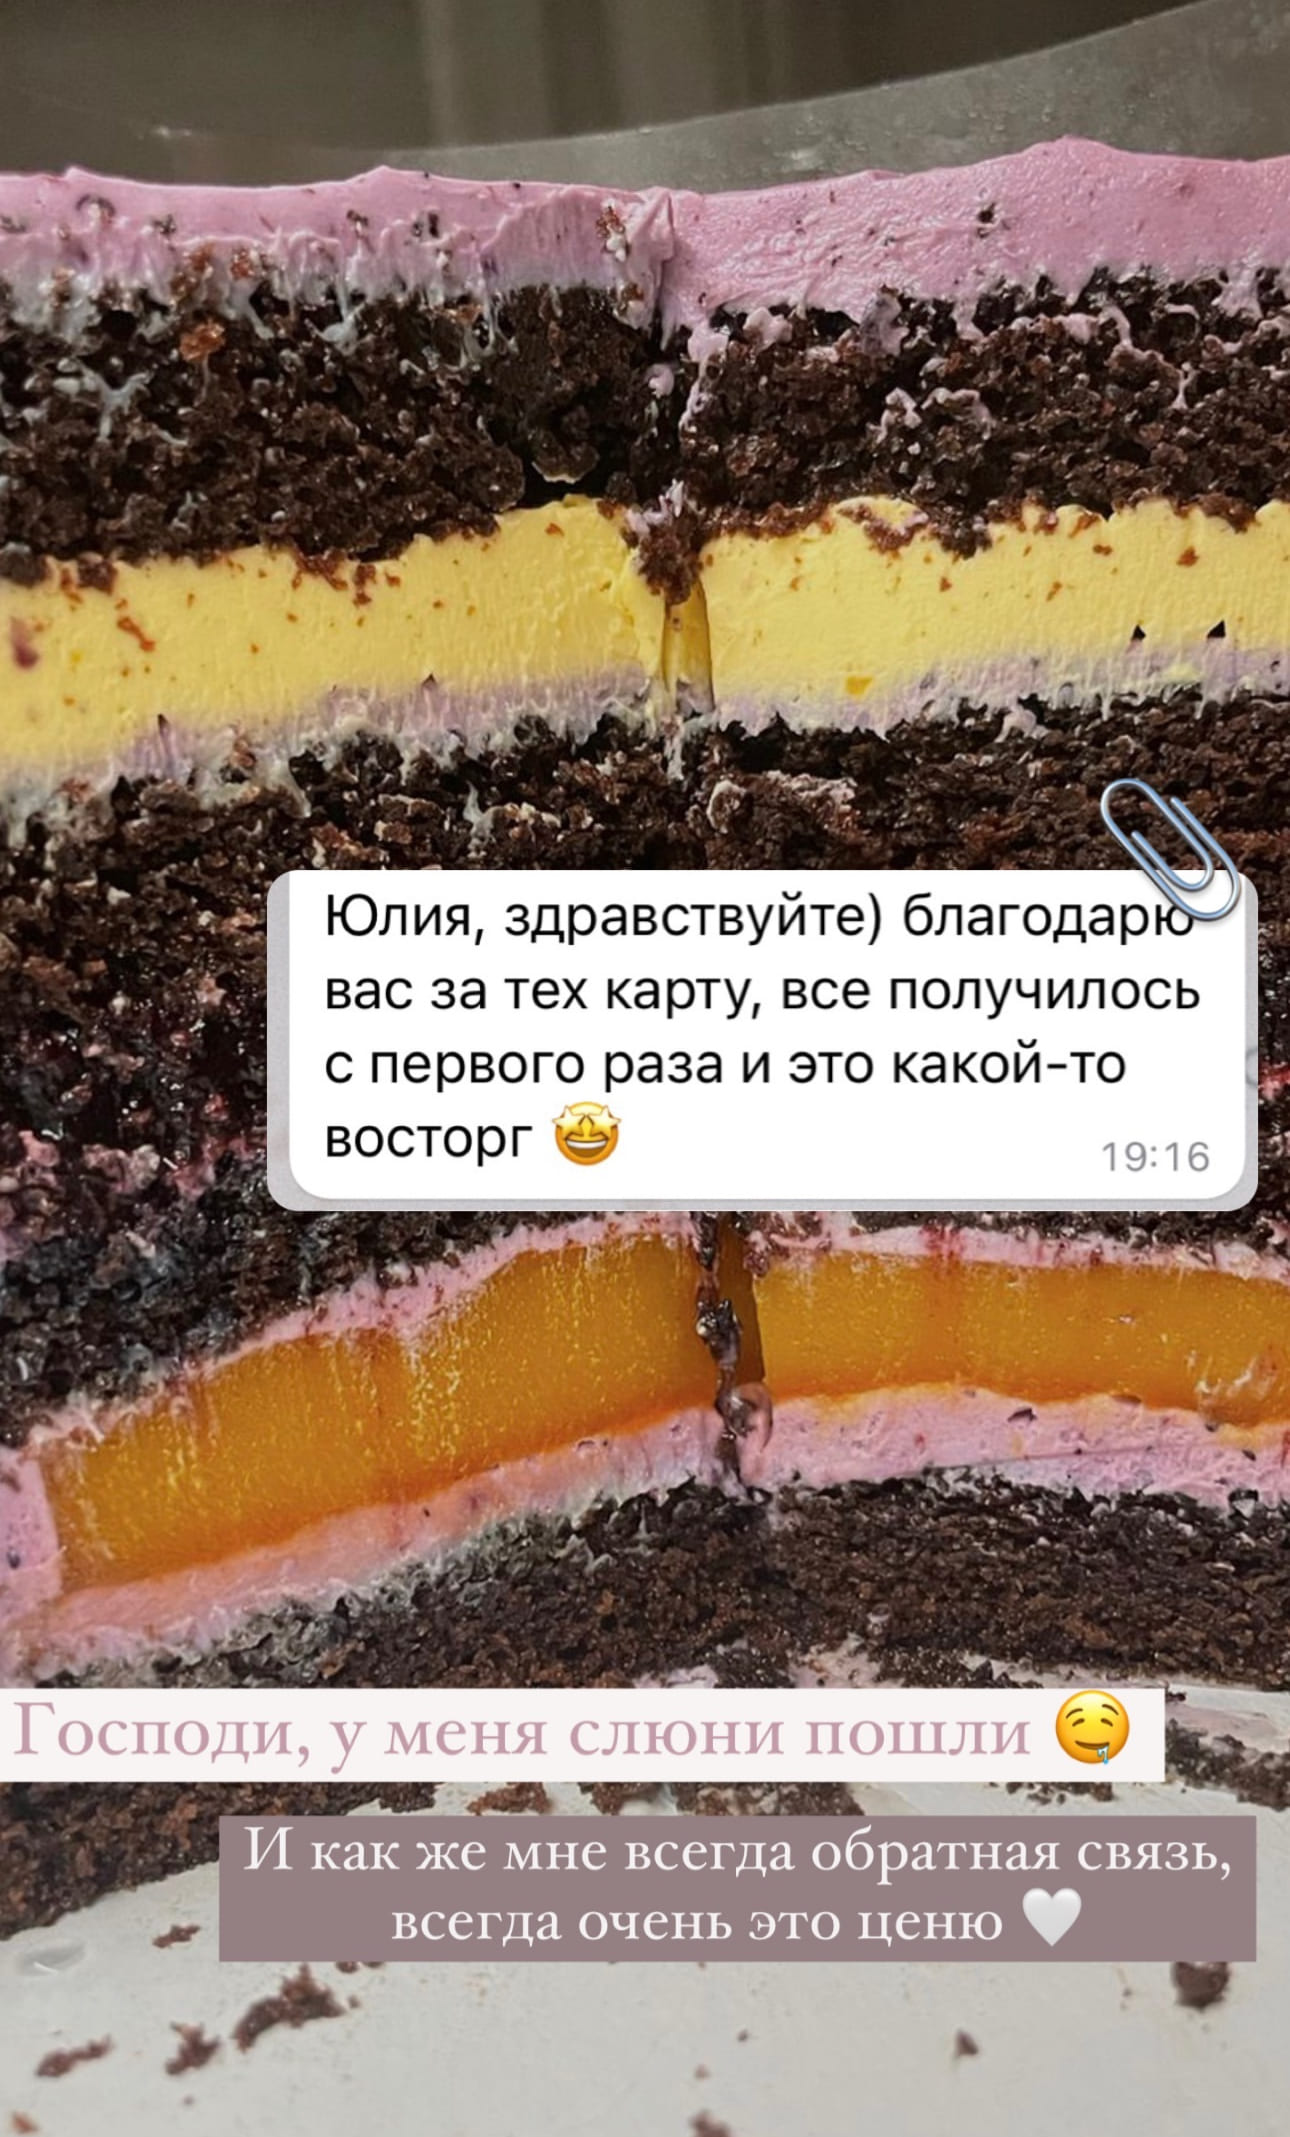 Юлия, здравствуйте) благодарю
вас за тех карту, все получилось
с первого раза и это какой-то
восторг 🤩
19:16
Господи, у меня слюни пошли 🤤
И как же мне всегда обратная связь,
всегда очень это ценю 🤍